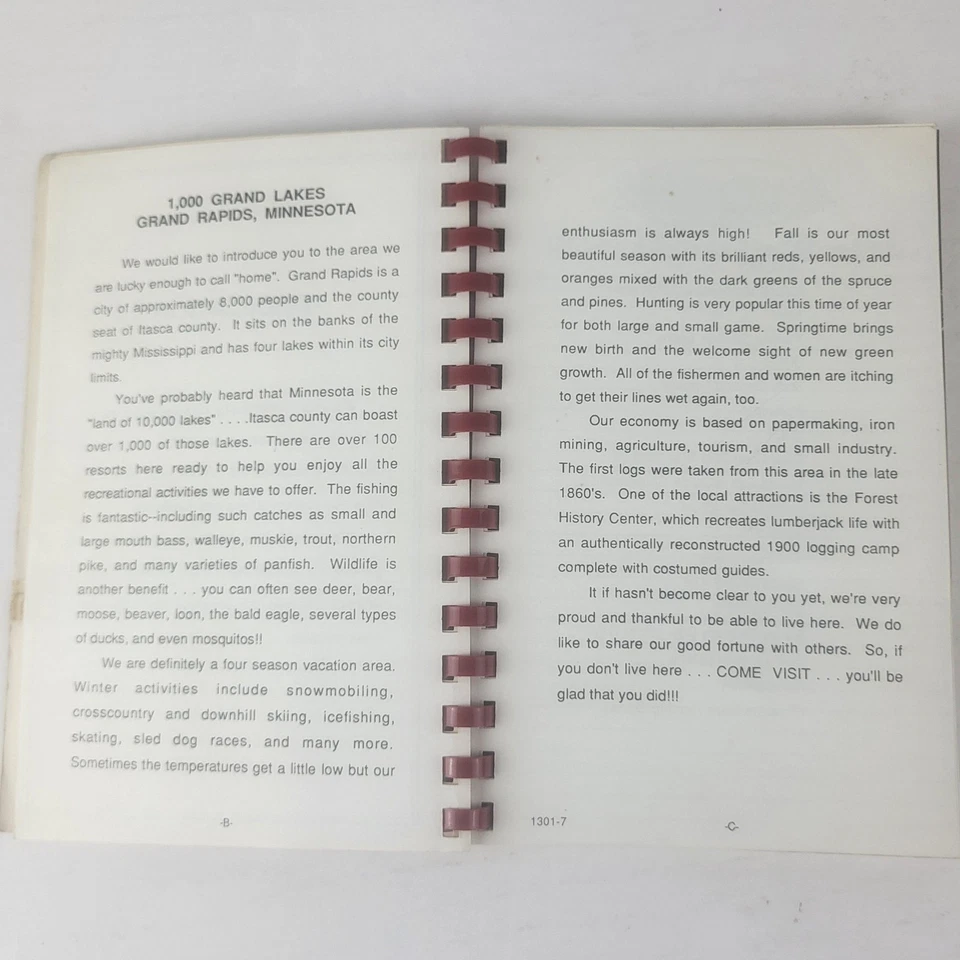 1,000 GRAND LAKES
GRAND RAPIDS, MINNESOTA
We would like to introduce you to the area we
are lucky enough to call "home". Grand Rapids is a
city of approximately 8,000 people and the county
seat of Itasca county. It sits on the banks of the
mighty Mississippi and has four lakes within its city
limits.
You've probably heard that Minnesota is the
"land of 10,000 lakes" . . . .Itasca county can boast
over 1,000 of those lakes. There are over 100
resorts here ready to help you enjoy all the
recreational activities we have to offer. The fishing
is fantastic--including such catches as small and
large mouth bass, walleye, muskie, trout, northern
pike, and many varieties of panfish. Wildlife is
another benefit . . . you can often see deer, bear,
moose, beaver, loon, the bald eagle, several types
of ducks, and even mosquitos!!
We are definitely a four season vacation area.
Winter activities include snowmobiling,
crosscountry and downhill skiing, icefishing,
skating, sled dog races, and many more.
Sometimes the temperatures get a little low but our
-B-
enthusiasm is always high! Fall is our most
beautiful season with its brilliant reds, yellows, and
oranges mixed with the dark greens of the spruce
and pines. Hunting is very popular this time of year
for both large and small game. Springtime brings
new birth and the welcome sight of new green
growth. All of the fishermen and women are itching
to get their lines wet again, too.
Our economy is based on papermaking, iron
mining, agriculture, tourism, and small industry.
The first logs were taken from this area in the late
1860's. One of the local attractions is the Forest
History Center, which recreates lumberjack life with
an authentically reconstructed 1900 logging camp
complete with costumed guides.
It if hasn't become clear to you yet, we're very
proud and thankful to be able to live here. We do
like to share our good fortune with others. So, if
you don't live here . . . COME VISIT . . . you'll be
glad that you did!!!
1301-7
-C-